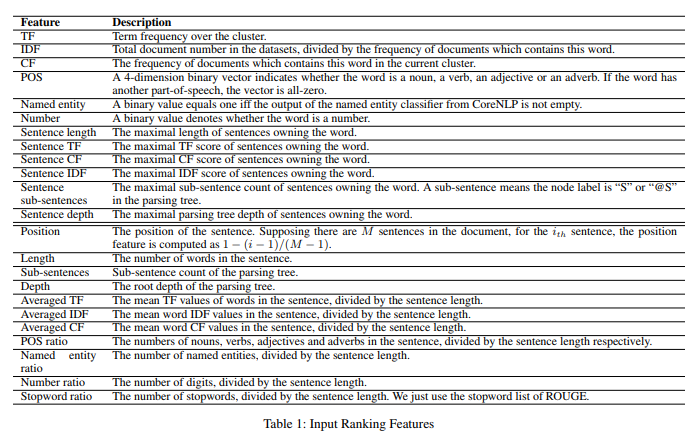 Feature Description
TF Term frequency over the cluster.
IDF Total document number in the datasets, divided by the frequency of documents which contains this word.
CF The frequency of documents which contains this word in the current cluster.
POS A 4-dimension binary vector indicates whether the word is a noun, a verb, an adjective or an adverb. If the word has
another part-of-speech, the vector is all-zero.
Named entity A binary value equals one iff the output of the named entity classifier from CoreNLP is not empty.
Number A binary value denotes whether the word is a number.
Sentence length The maximal length of sentences owning the word.
Sentence TF The maximal TF score of sentences owning the word.
Sentence CF The maximal CF score of sentences owning the word.
Sentence IDF The maximal IDF score of sentences owning the word.
Sentence The maximal sub-sentence count of sentences owning the word. A sub-sentence means the node label is “S” or “@S”
sub-sentences in the parsing tree.
Sentence depth The maximal parsing tree depth of sentences owning the word.
Position The position of the sentence. Supposing there are M sentences in the document, for the i_{th} sentence, the position
feature is computed as 1 − (i − 1)/(M − 1).
Length The number of words in the sentence.
Sub-sentences Sub-sentence count of the parsing tree.
Depth The root depth of the parsing tree.
Averaged TF The mean TF values of words in the sentence, divided by the sentence length.
Averaged IDF The mean word IDF values in the sentence, divided by the sentence length.
Averaged CF The mean word CF values in the sentence, divided by the sentence length.
POS ratio The numbers of nouns, verbs, adjectives and adverbs in the sentence, divided by the sentence length respectively.
Named entity The number of named entities, divided by the sentence length.
ratio
Number ratio The number of digits, divided by the sentence length.
Stopword ratio The number of stopwords, divided by the sentence length. We just use the stopword list of ROUGE.
Table 1: Input Ranking Features